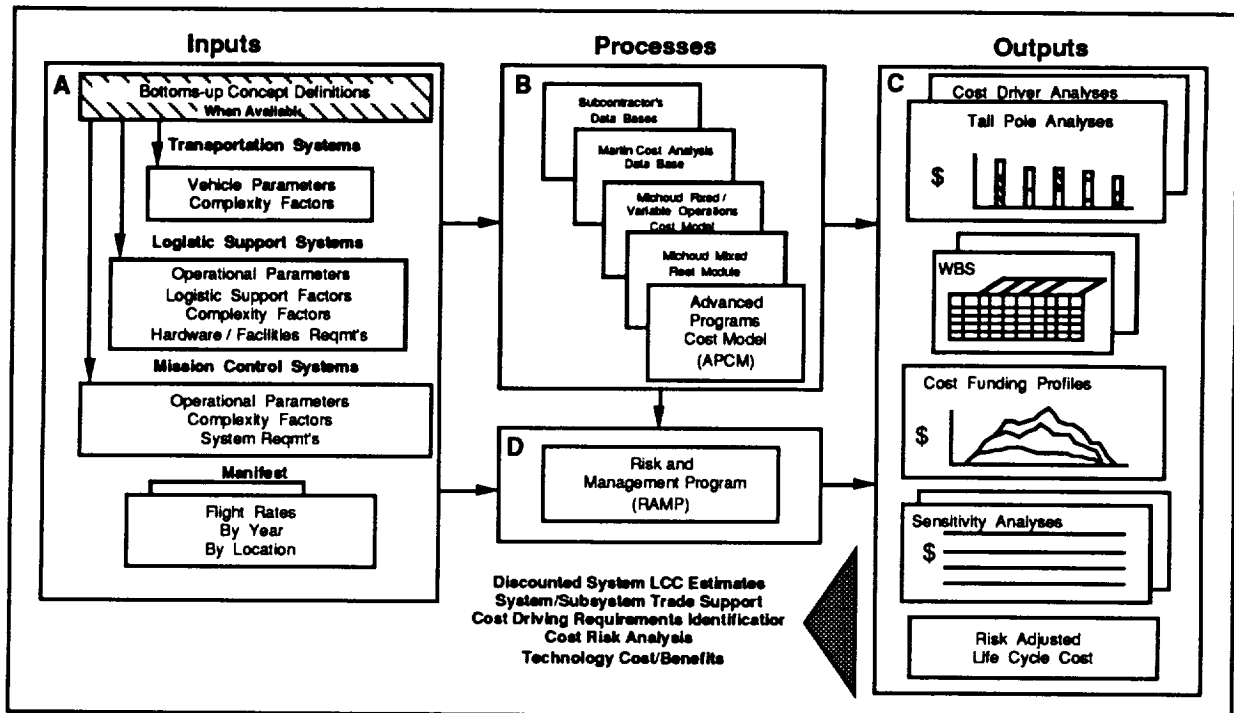 Inputs
A
Bottoms-up Concept Definitions
When Available
Transportation Systems
Vehicle Parameters
Complexity Factors
Logistic Support Systems
Operational Parameters
Logistic Support Factors
Complexity Factors
Hardware / Facilities Reqmt's
Mission Control Systems
Operational Parameters
Complexity Factors
System Reqmt's
Manifest
Flight Rates
By Year
By Location
Processes
B
Subcontractor's
Data Bases
Martin Cost Analysis
Data Base
Michoud Fixed /
Variable Operations
Cost Model
Michoud Mixed
Fleet Module
Advanced
Programs
Cost Model
(APCM)
D
Risk and
Management Program
(RAMP)
Discounted System LCC Estimates
System/Subsystem Trade Support
Cost Driving Requirements Identification
Cost Risk Analysis
Technology Cost/Benefits
Outputs
C
Cost Driver Analyses
Tall Pole Analyses
$
WBS
Cost Funding Profiles
$
Sensitivity Analyses
$
Risk Adjusted
Life Cycle Cost